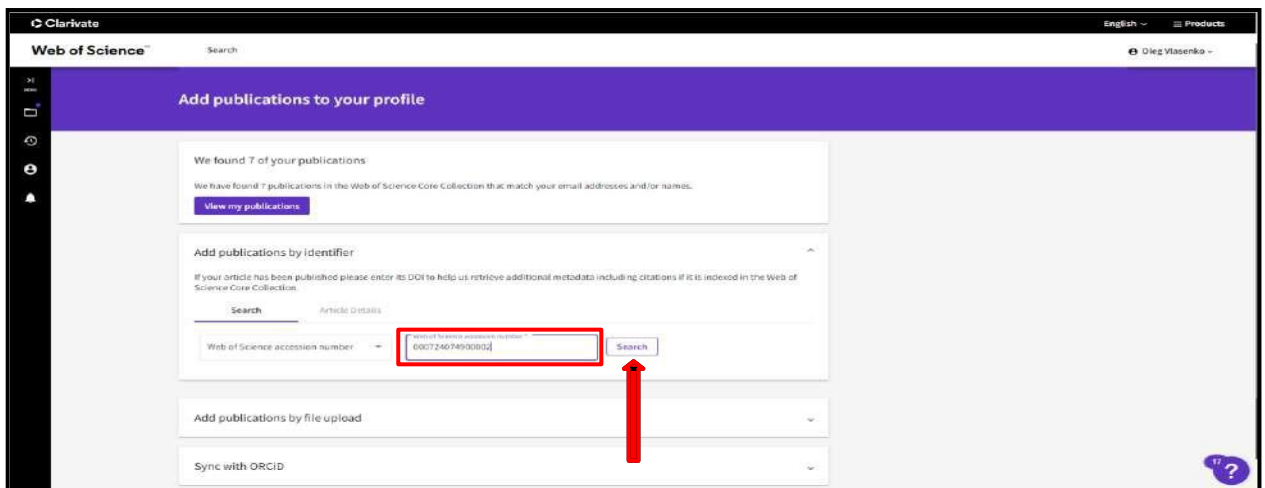 Clarivate
English
Products
Web of Science™
Search
Oleg Vlasenko
MENU
Add publications to your profile
We found 7 of your publications
We have found 7 publications in the Web of Science Core Collection that match your email addresses and/or names.
View my publications
Add publications by identifier
If your article has been published please enter its DOI to help us retrieve additional metadata including citations if it is indexed in the Web of
Science Core Collection.
Search
Article Details
Web of Science accession number
Web of Science accession number *
000724074900002
Search
Add publications by file upload
Sync with ORCiD
17
?